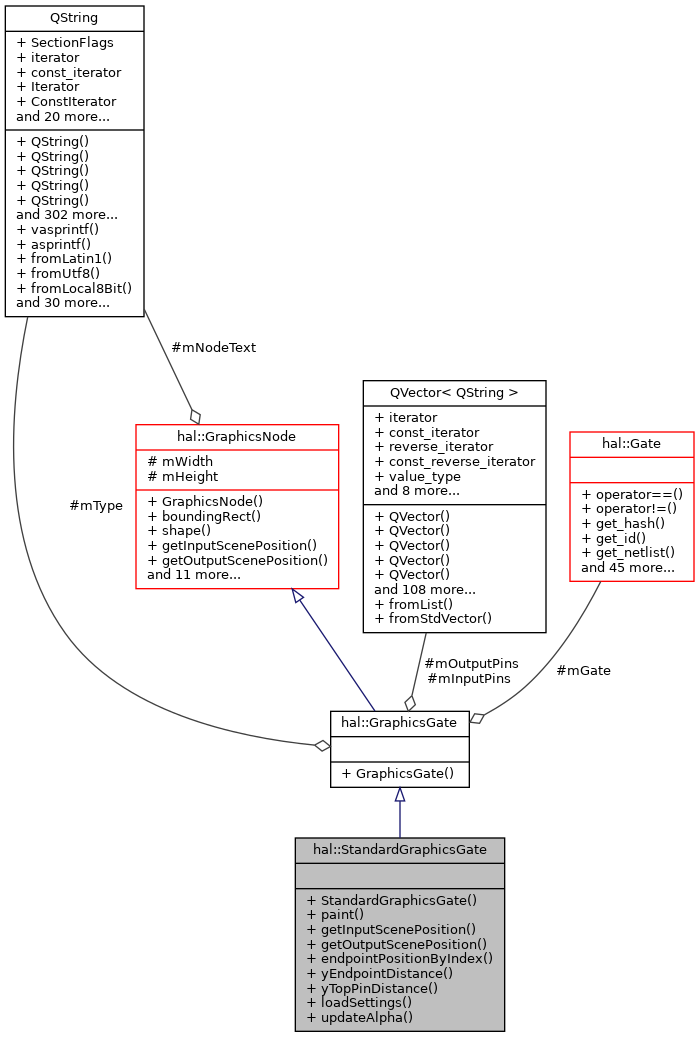 QString
+ SectionFlags
+ iterator
+ const_iterator
+ Iterator
+ ConstIterator
and 20 more...
+ QString()
+ QString()
+ QString()
+ QString()
+ QString()
and 302 more...
+ vasprintf()
+ asprintf()
+ fromLatin1()
+ fromUtf8()
+ fromLocal8Bit()
and 30 more...
#mNodeText
#mType
hal::GraphicsNode
# mWidth
# mHeight
+ GraphicsNode()
+ boundingRect()
+ shape()
+ getInputScenePosition()
+ getOutputScenePosition()
and 11 more...
QVector< QString >
+ iterator
+ const_iterator
+ reverse_iterator
+ const_reverse_iterator
+ value_type
and 8 more...
+ QVector()
+ QVector()
+ QVector()
+ QVector()
+ QVector()
and 108 more...
+ fromList()
+ fromStdVector()
hal::Gate
+ operator==()
+ operator!=()
+ get_hash()
+ get_id()
+ get_netlist()
and 45 more...
#mOutputPins
#mInputPins
#mGate
hal::GraphicsGate
+ GraphicsGate()
hal::StandardGraphicsGate
+ StandardGraphicsGate()
+ paint()
+ getInputScenePosition()
+ getOutputScenePosition()
+ endpointPositionByIndex()
+ yEndpointDistance()
+ yTopPinDistance()
+ loadSettings()
+ updateAlpha()